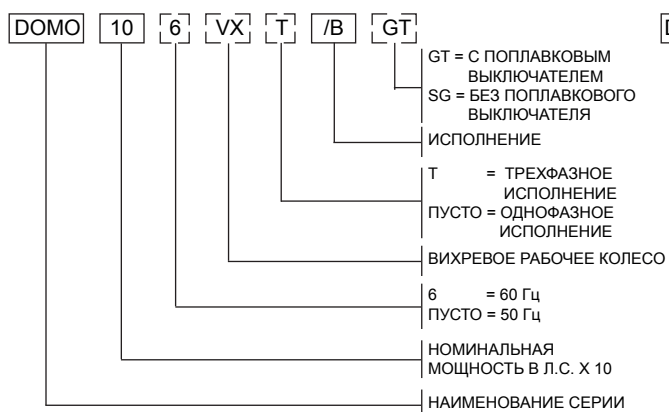 DOMO 10 6 VX T /B GT
GT = С ПОПЛАВКОВЫМ
ВЫКЛЮЧАТЕЛЕМ
SG = БЕЗ ПОПЛАВКОВОГО
ВЫКЛЮЧАТЕЛЯ
ИСПОЛНЕНИЕ
T = ТРЕХФАЗНОЕ
ИСПОЛНЕНИЕ
ПУСТО = ОДНОФАЗНОЕ
ИСПОЛНЕНИЕ
ВИХРЕВОЕ РАБОЧЕЕ КОЛЕСО
6 = 60 Гц
ПУСТО = 50 Гц
НОМИНАЛЬНАЯ
МОЩНОСТЬ В Л.С. X 10
НАИМЕНОВАНИЕ СЕРИИ